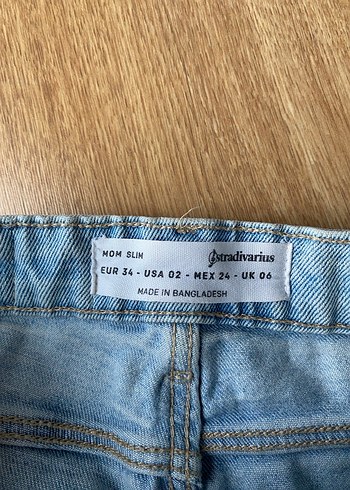 MOM SLIM
stradivarius
EUR 34 - USA 02 - MEX 24 - UK 06
MADE IN BANGLADESH